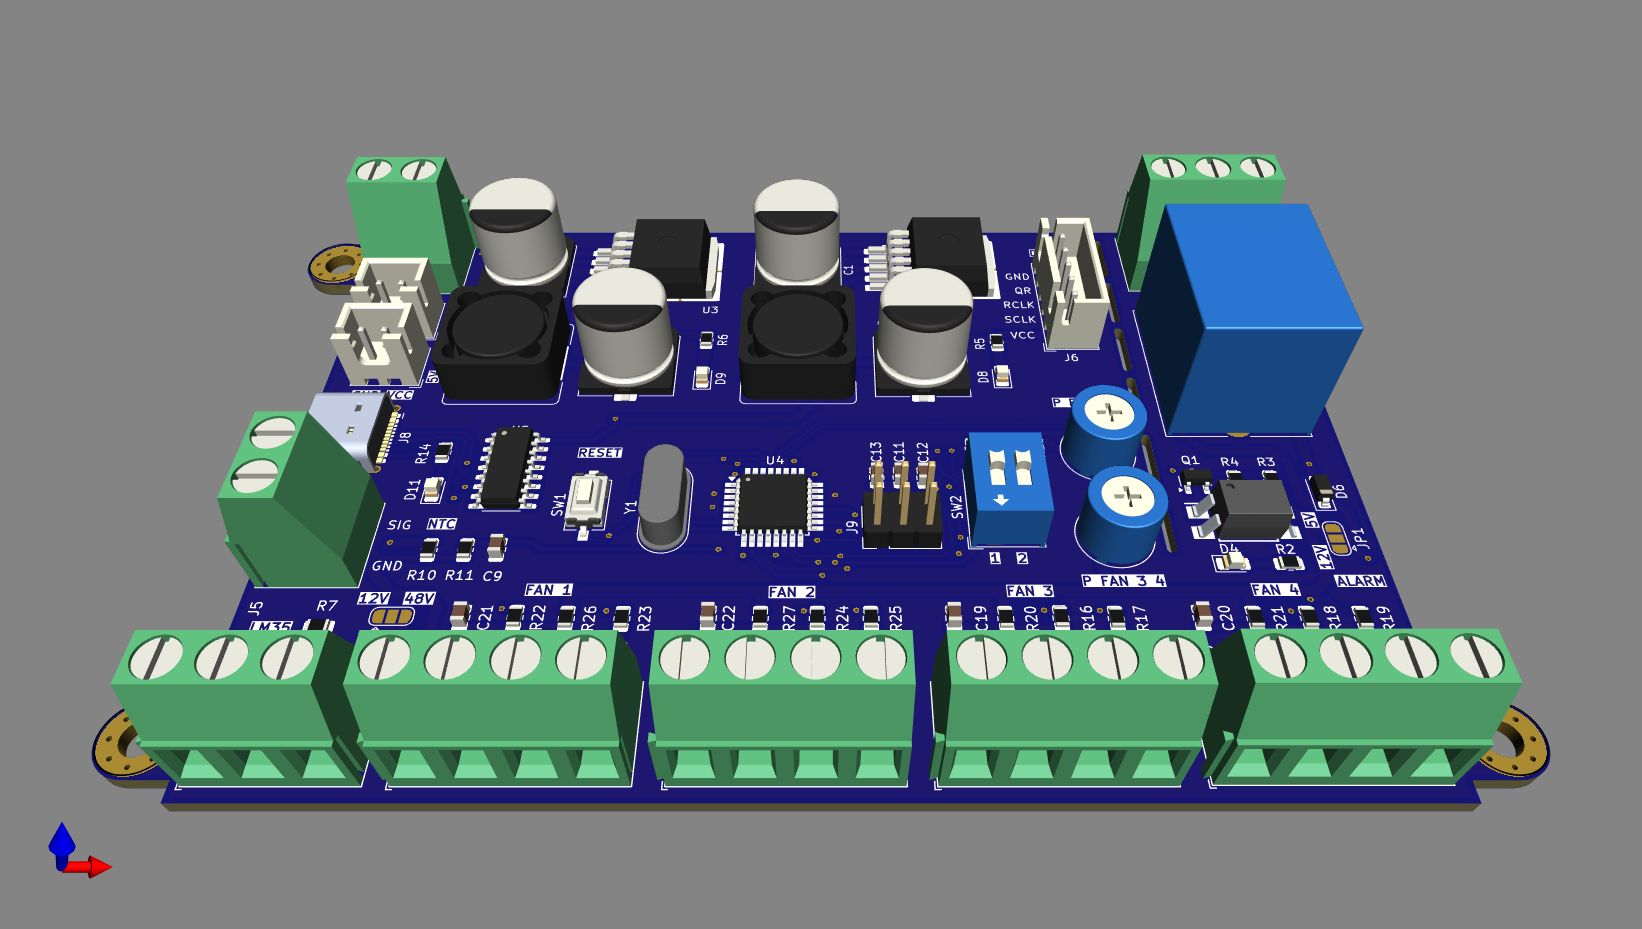 C1
U3
GND
QR
RCLK
SCLK
VCC
J6
R6
D9
R5
D8
5V
J8
R14
D11
RESET
SW1
Y1
U4
C13
C11
C12
J9
SW2
1
2
Q1
R4
R3
D6
5V
12V
JP1
D4
R2
SIG
NTC
GND
R10
R11
C9
J5
LM35
R7
12V
48V
FAN 1
FAN 2
FAN 3
P FAN 3 4
FAN 4
ALARM
C21
R22
R26
R23
C22
R27
R24
R25
C19
R20
R16
R17
C20
R21
R18
R19